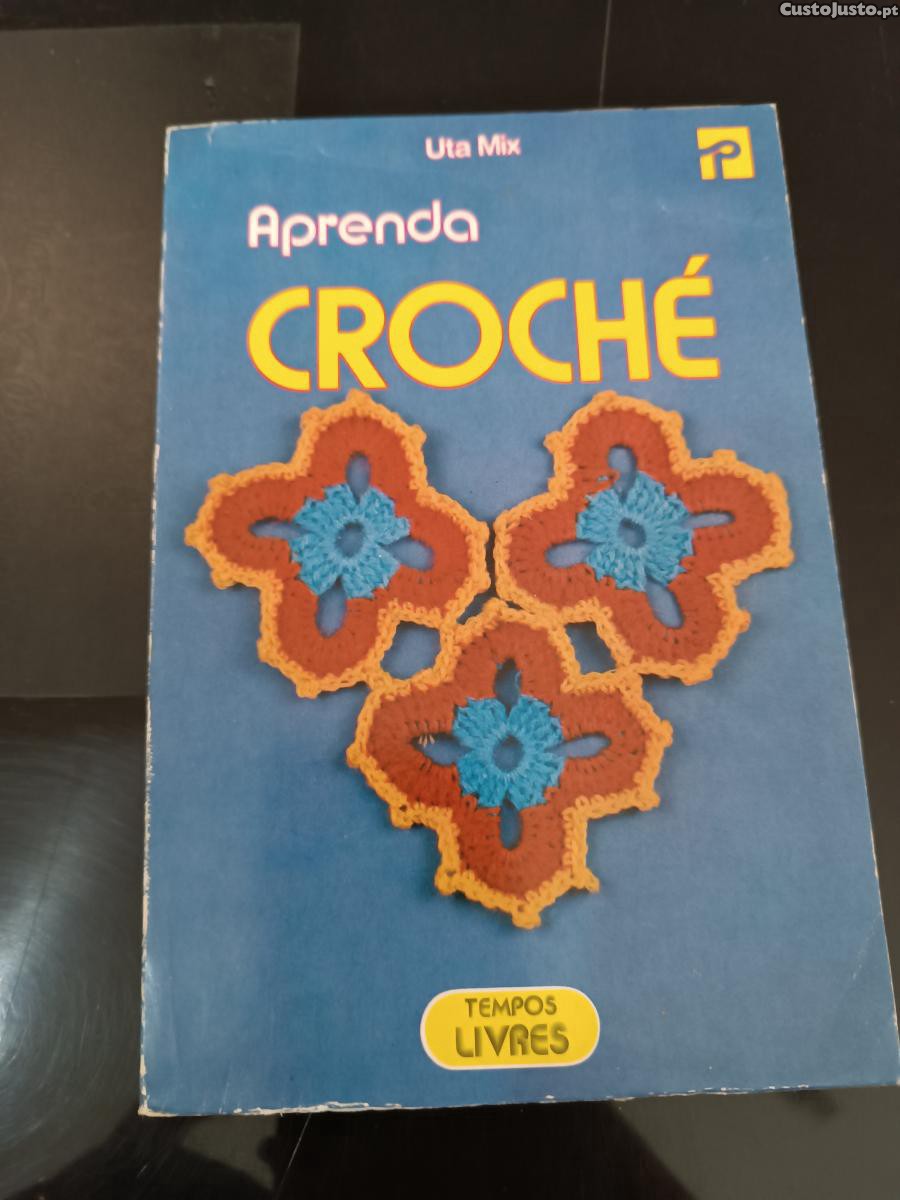 CustoJusto.pt
Uta Mix
Aprenda
CROCHÉ
TEMPOS
LIVRES